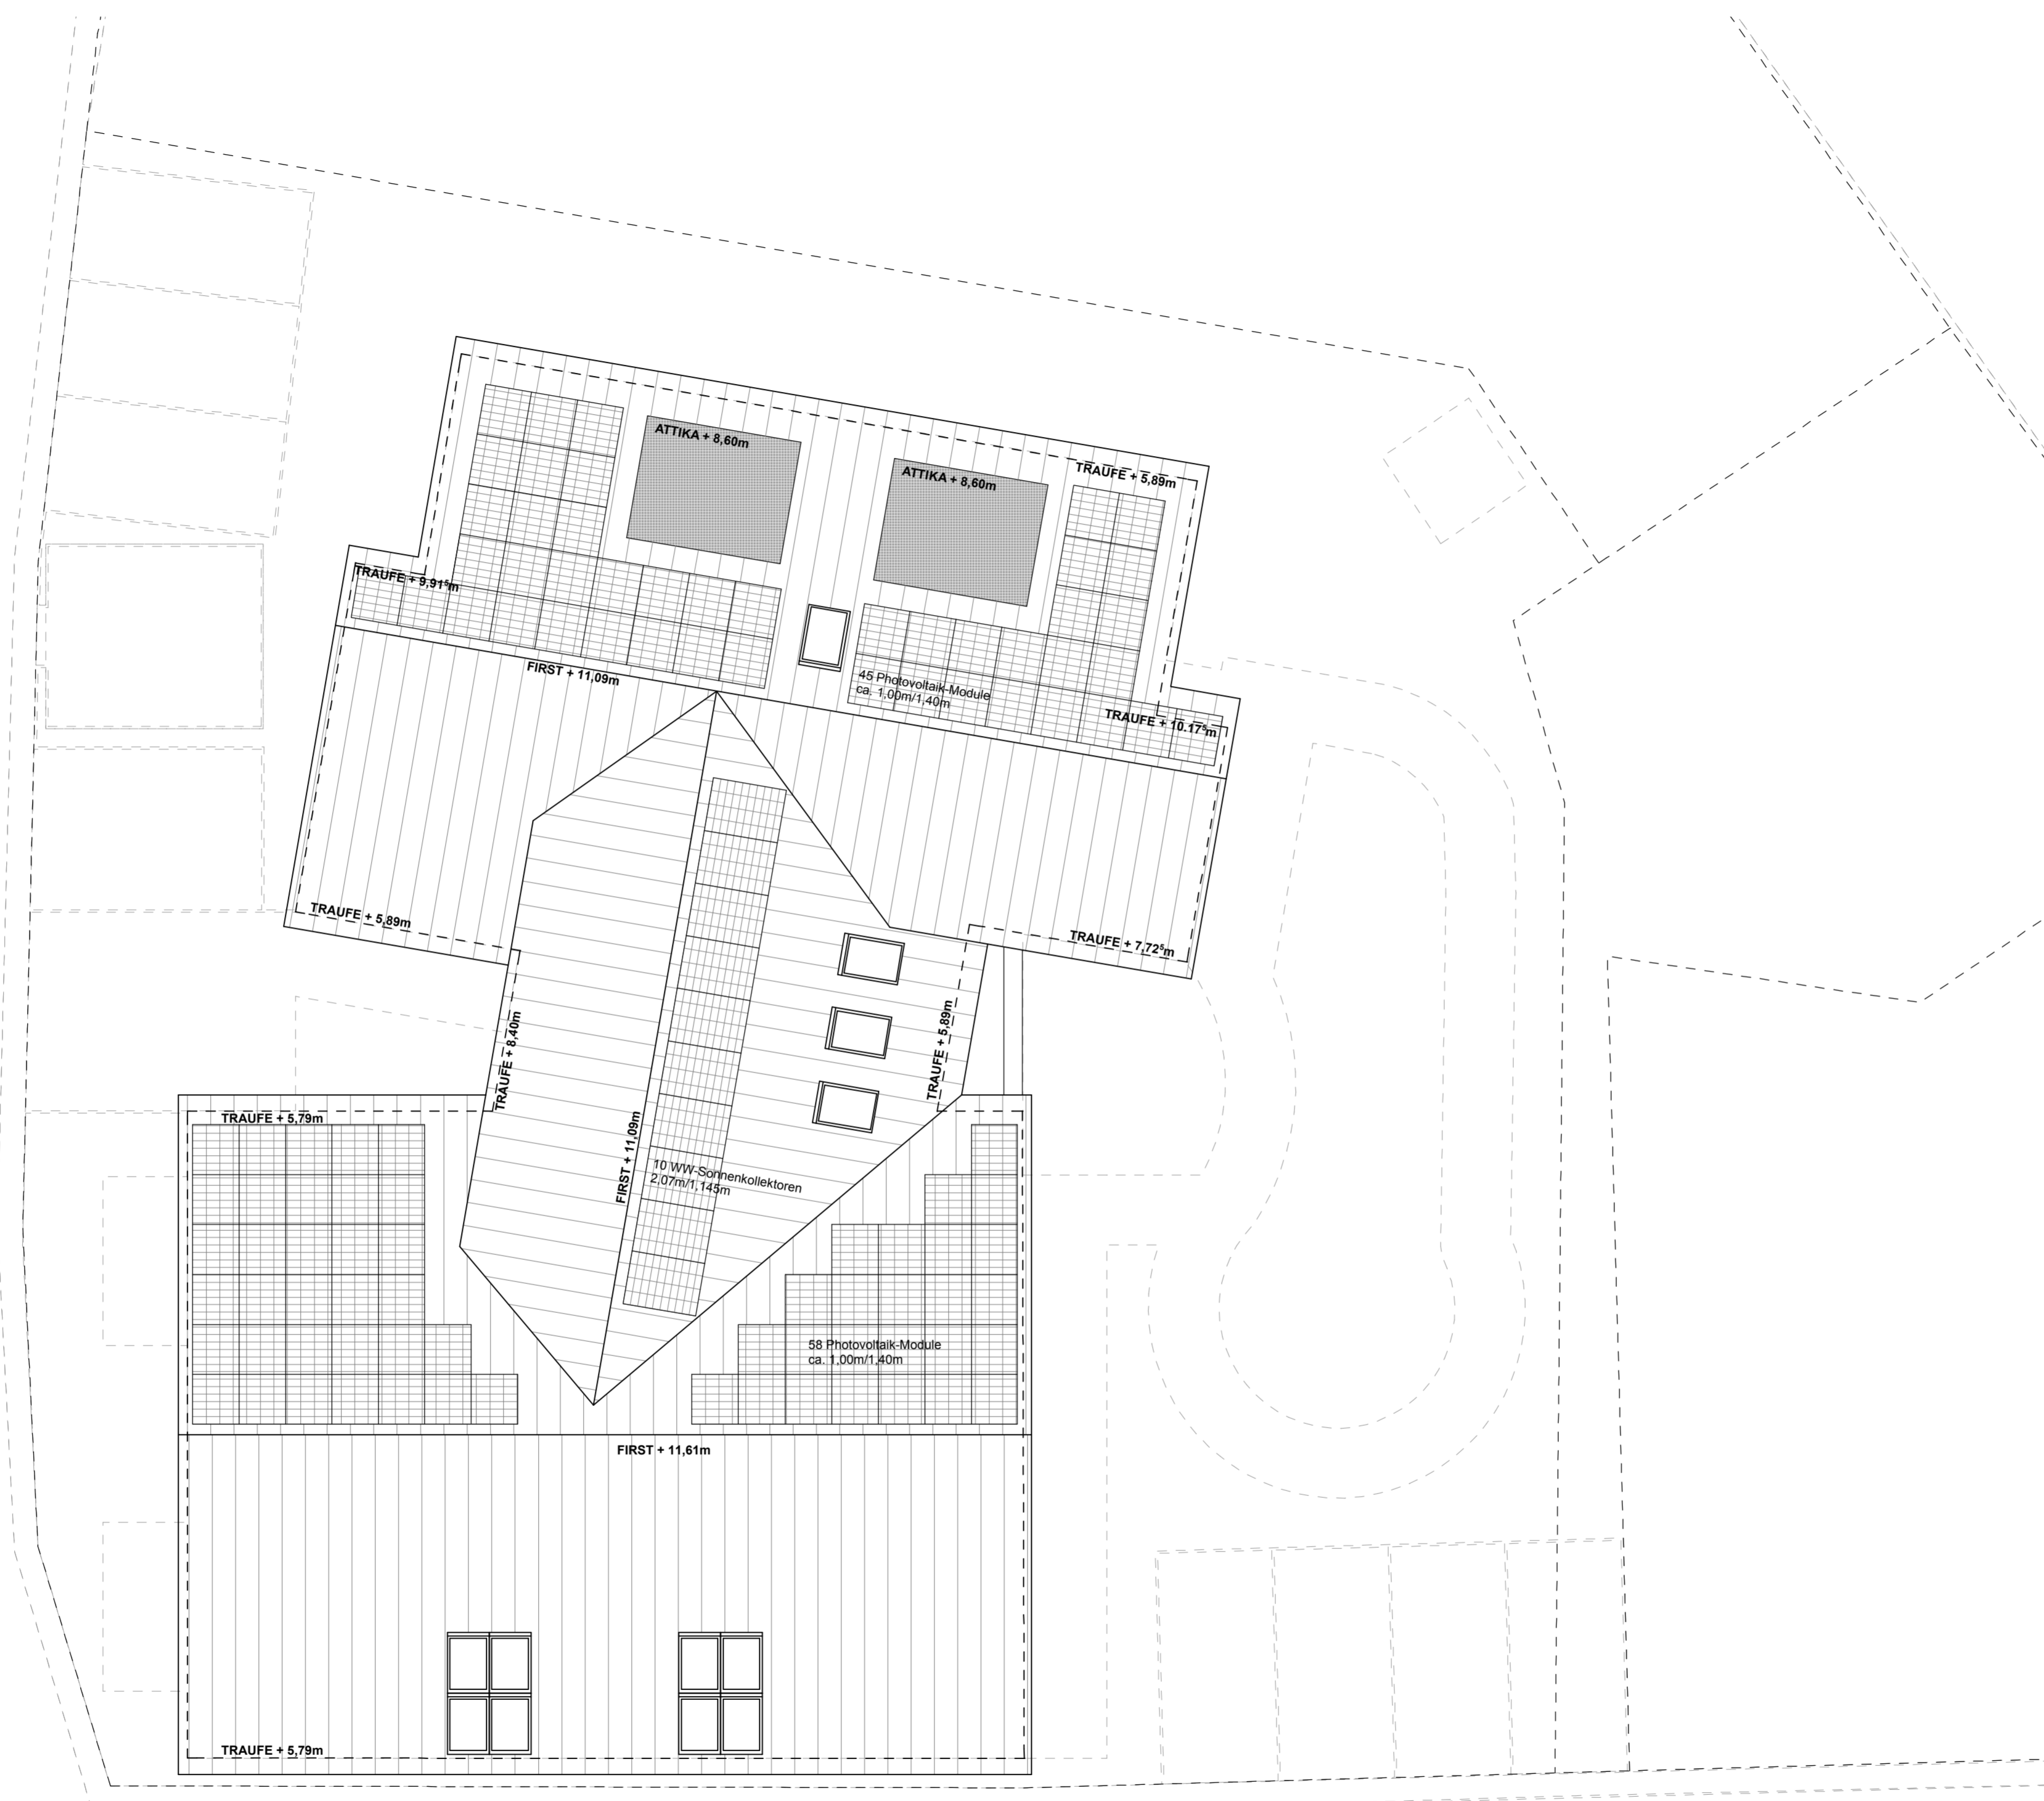 ATTIKA + 8,60m
ATTIKA + 8,60m
TRAUFE + 5,89m
TRAUFE + 9,91⁵m
FIRST + 11,09m
45 Photovoltaik-Module
ca. 1,00m/1,40m
TRAUFE + 10.17⁵m
TRAUFE + 5,89m
TRAUFE + 7,72⁵m
TRAUFE + 8,40m
TRAUFE + 5,89m
TRAUFE + 5,79m
FIRST + 11,09m
10 WW-Sonnenkollektoren
2,07m/1,145m
58 Photovoltaik-Module
ca. 1,00m/1,40m
FIRST + 11,61m
TRAUFE + 5,79m